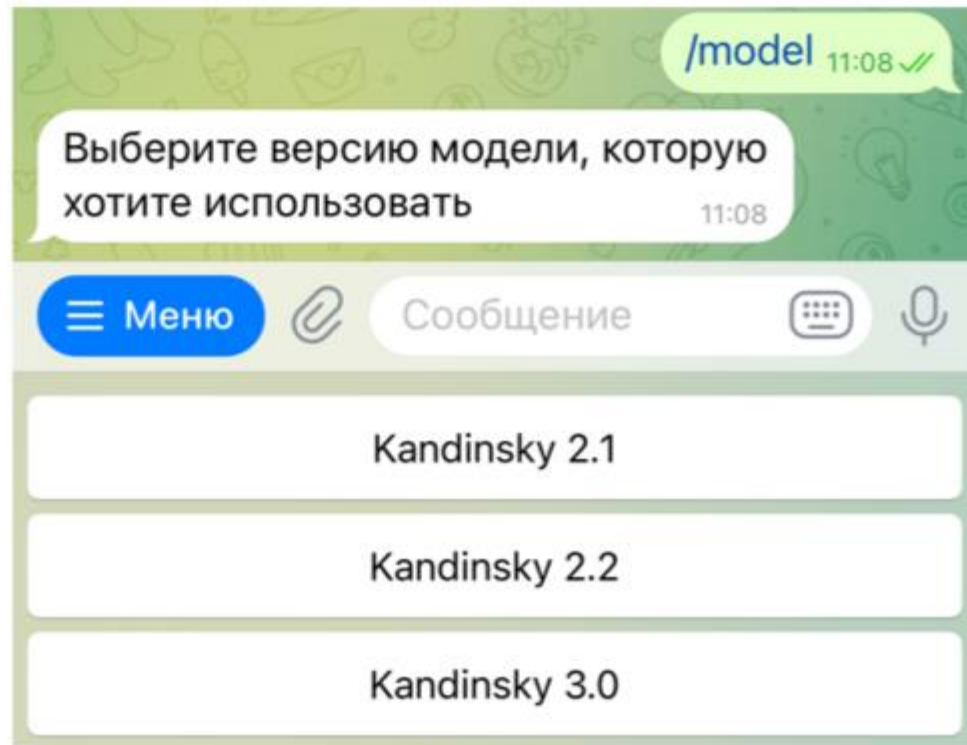 /model 11:08
Выберите версию модели, которую
хотите использовать 11:08
Меню Сообщение
Kandinsky 2.1
Kandinsky 2.2
Kandinsky 3.0